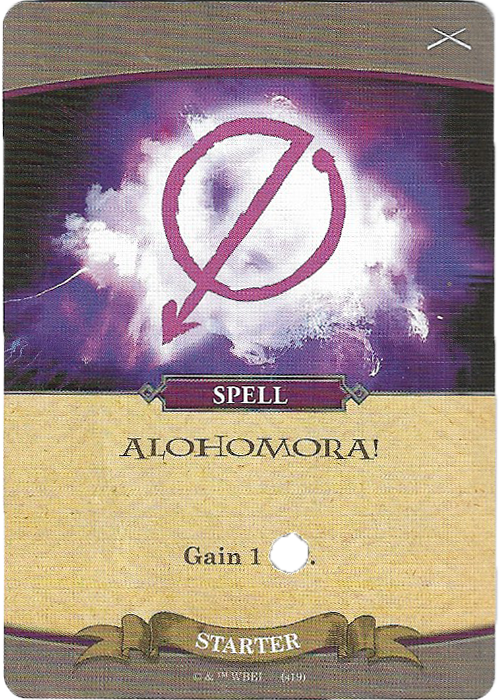 SPELL
ALOHOMORA!
Gain 1 .
STARTER
© & ™ WBEI. (s19)